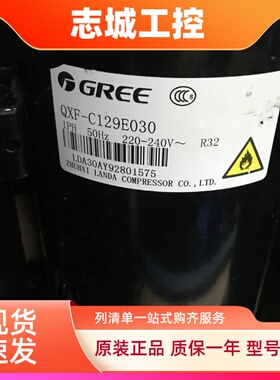 志城工控
GREE
CCC
QXF-C129E030
1PH 50Hz 220-240V～ R32
LDA30AY92801575
ZHUHAI LANDA COMPRESSOR CO.,LTD.
现货
速发
列清单一站式购齐服务
原装正品 质保一年 型号